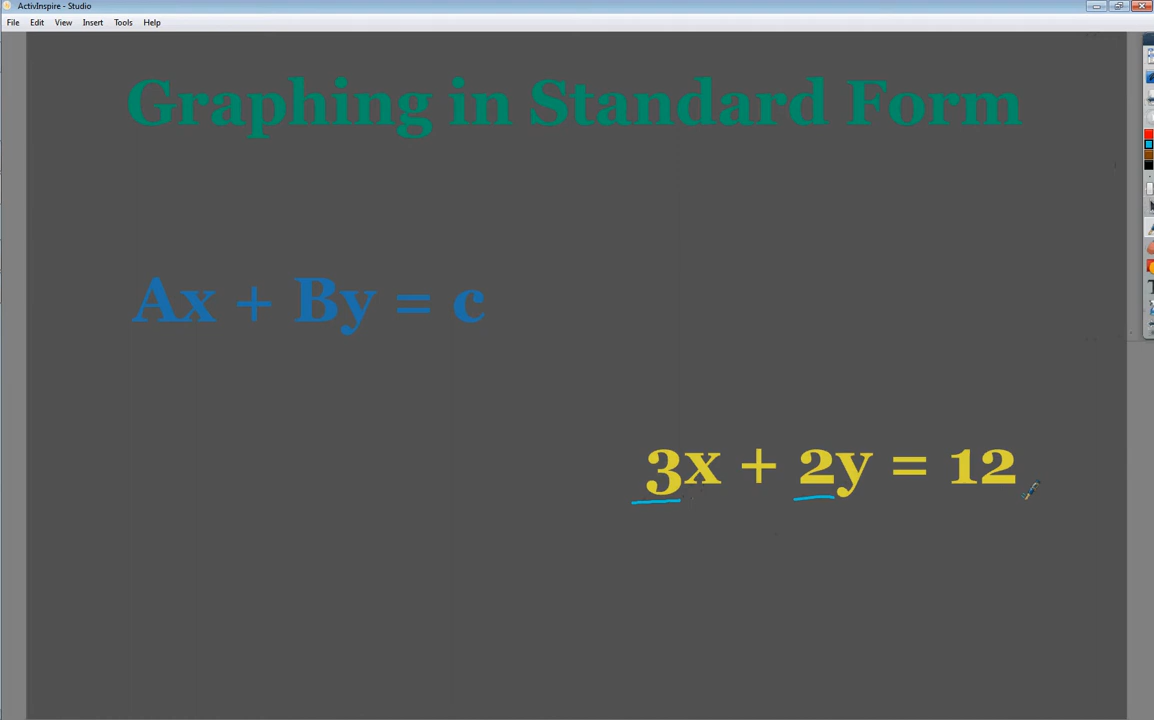 ActivInspire - Studio
File Edit View Insert Tools Help
Graphing in Standard Form
Ax + By = c
3x + 2y = 12